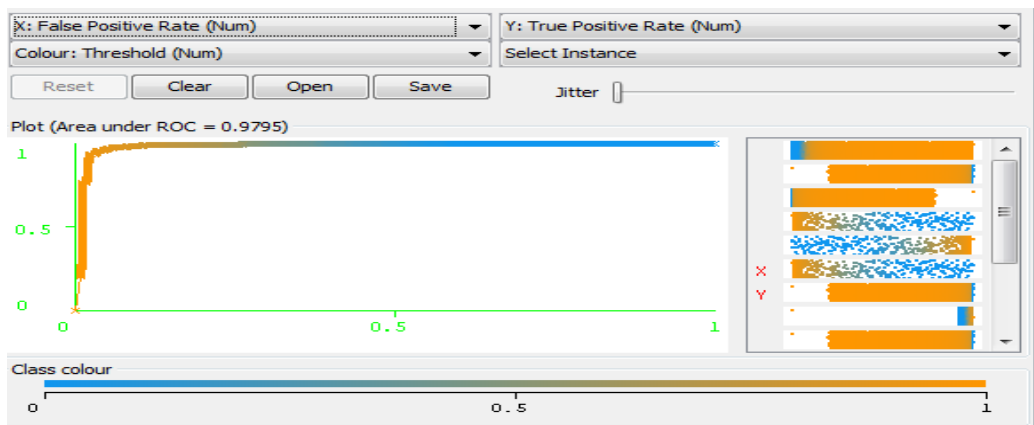 X: False Positive Rate (Num)
Y: True Positive Rate (Num)
Colour: Threshold (Num)
Select Instance
Reset
Clear
Open
Save
Jitter
Plot (Area under ROC = 0.9795)
1
0.5
0
0
0.5
1
X
Y
Class colour
0
0.5
1